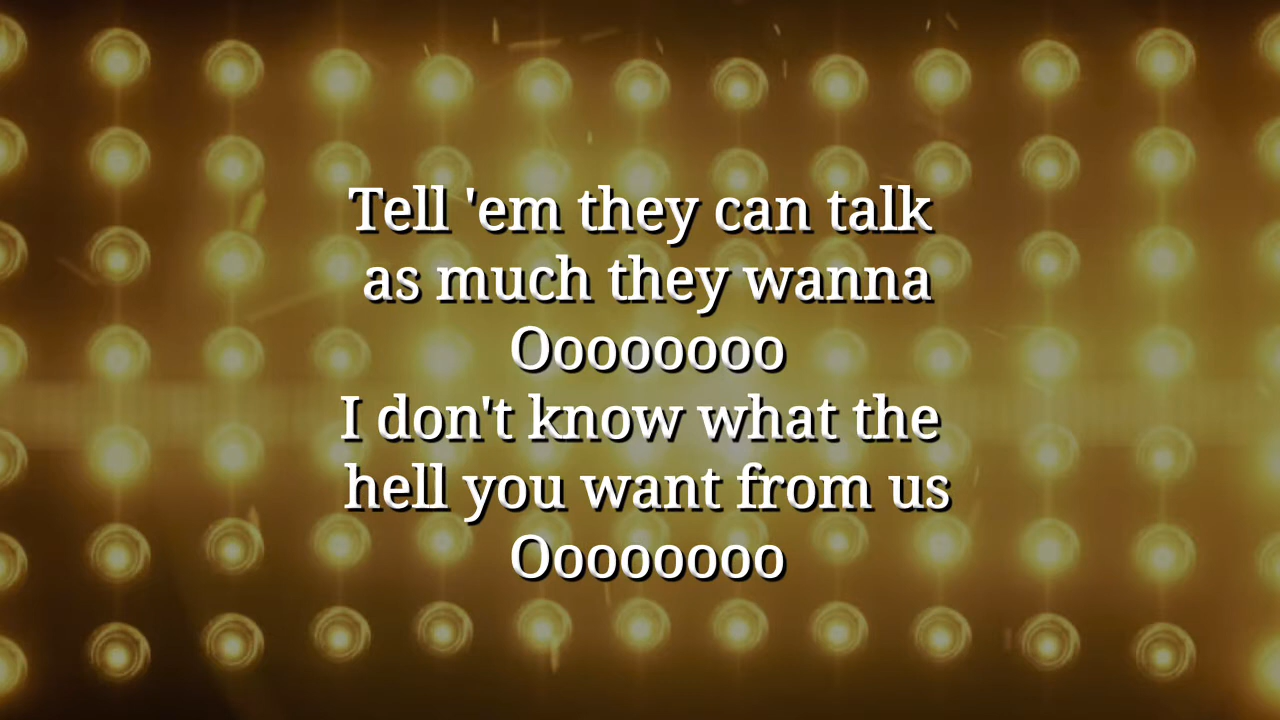 Tell 'em they can talk
as much they wanna
Oooooooo
I don't know what the
hell you want from us
Oooooooo